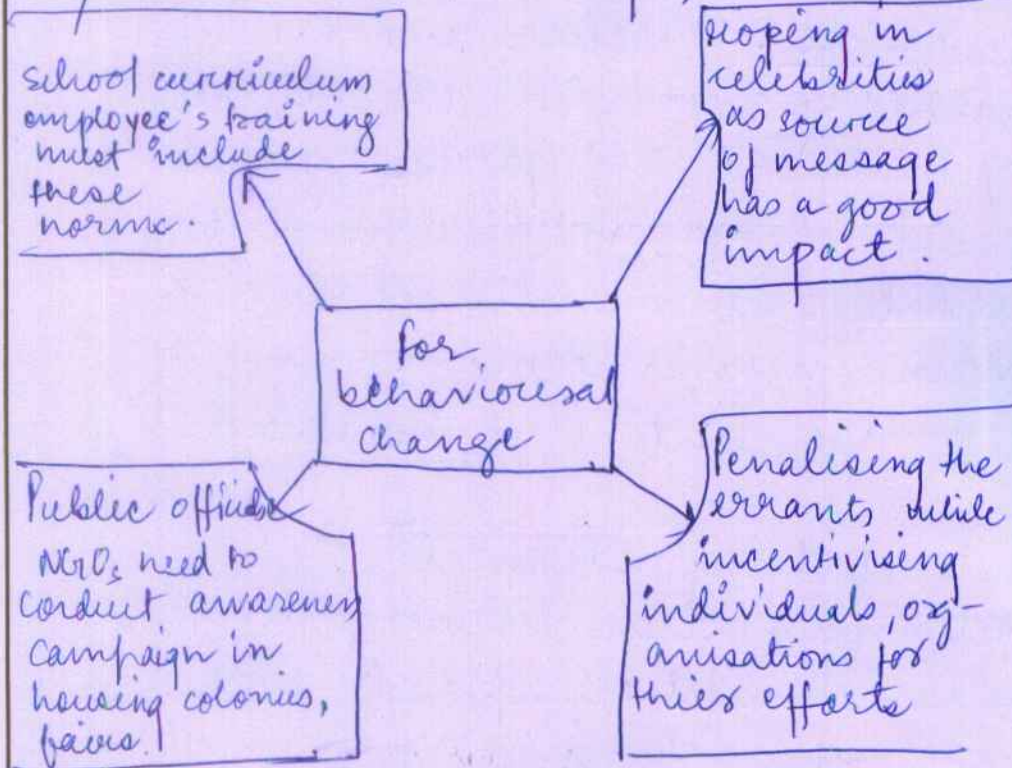 school curriculum
employee's training
must include
these
norms.
roping in
celebrities
as source
of message
has a good
impact.
for
behavioural
change
Public officials
NGOs need to
conduct awareness
campaign in
housing colonies,
fairs.
Penalising the
errants while
incentivising
individuals, org-
anisations for
thier efforts